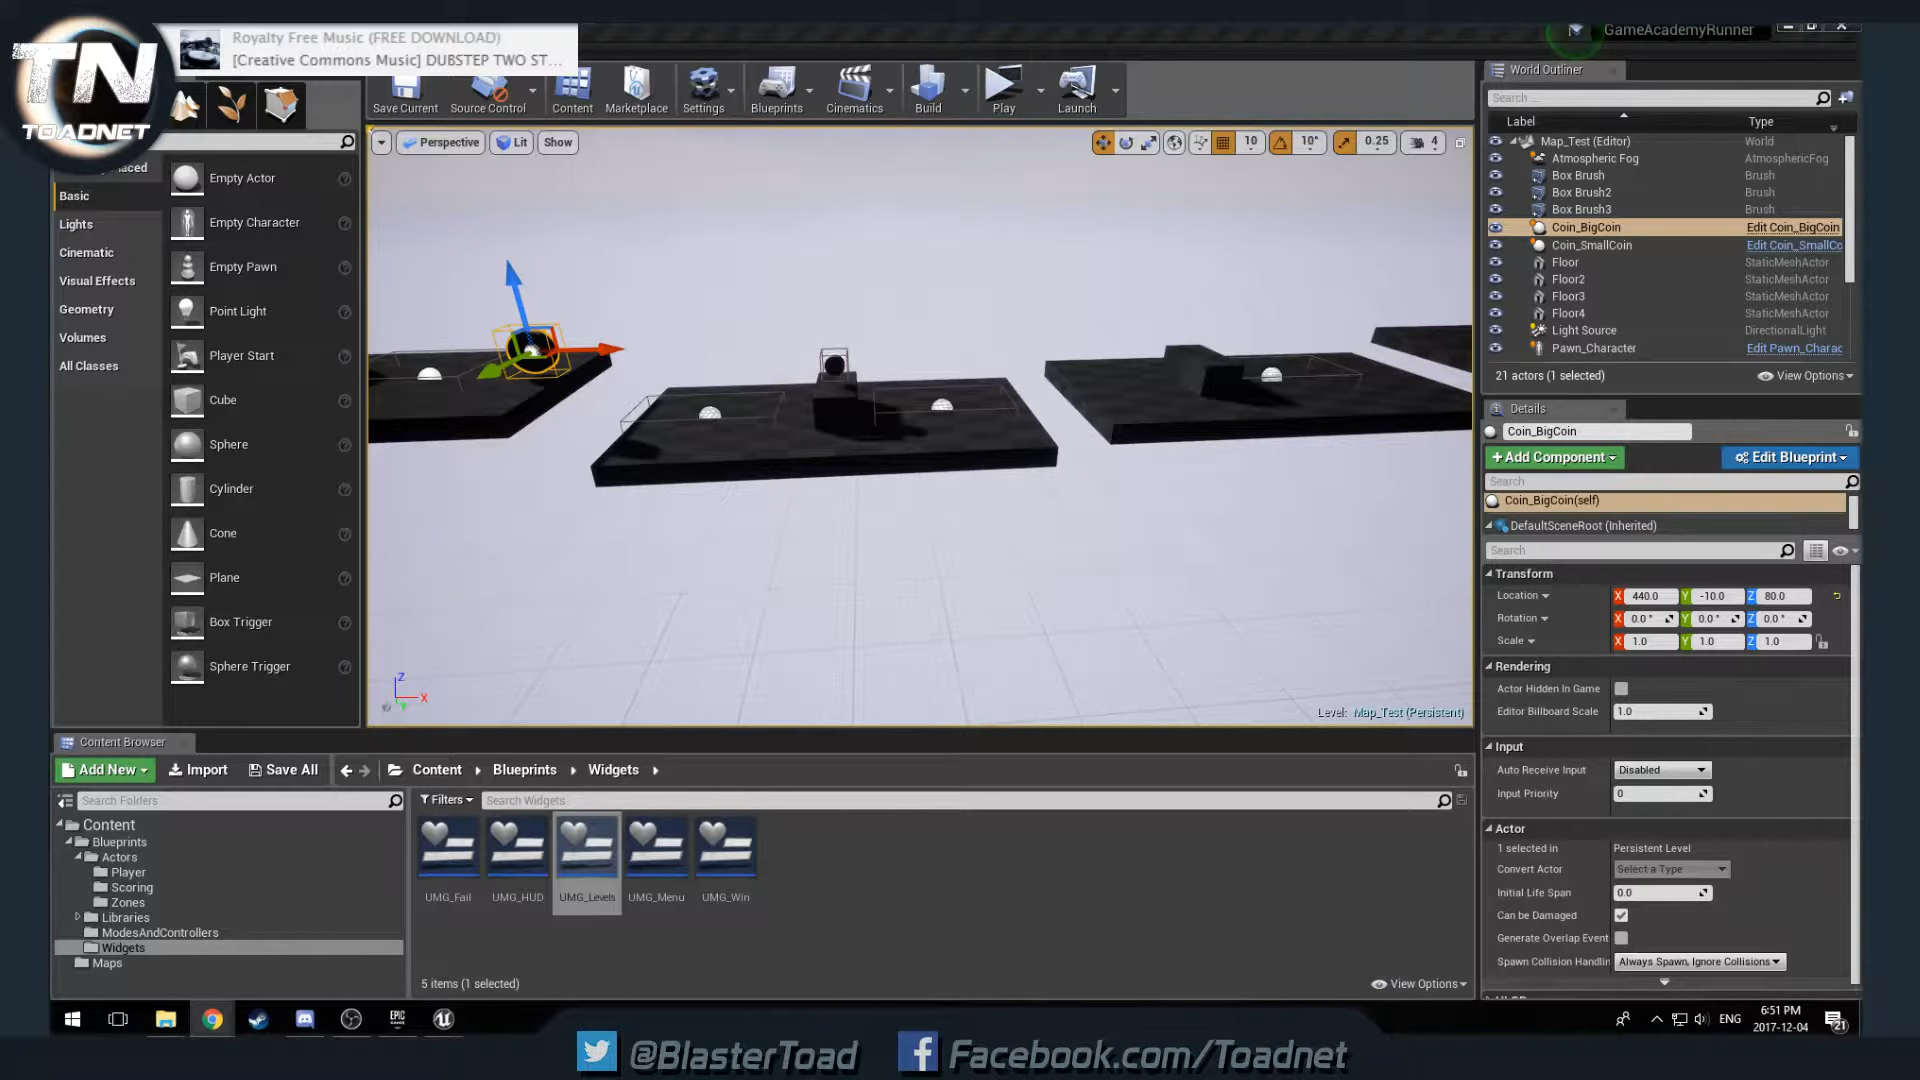 TN
TOADNET
Royalty Free Music (FREE DOWNLOAD)
[Creative Commons Music] DUBSTEP TWO ST...
GameAcademyRunner
Save Current
Source Control
Content
Marketplace
Settings
Blueprints
Cinematics
Build
Play
Launch
Perspective
Lit
Show
10
10°
0.25
4
Basic
Lights
Cinematic
Visual Effects
Geometry
Volumes
All Classes
Empty Actor
Empty Character
Empty Pawn
Point Light
Player Start
Cube
Sphere
Cylinder
Cone
Plane
Box Trigger
Sphere Trigger
Z
X
Level: Map_Test (Persistent)
World Outliner
Search...
Label Type
Map_Test (Editor) World
Atmospheric Fog AtmosphericFog
Box Brush Brush
Box Brush2 Brush
Box Brush3 Brush
Coin_BigCoin Edit Coin_BigCoin
Coin_SmallCoin Edit Coin_SmallCo
Floor StaticMeshActor
Floor2 StaticMeshActor
Floor3 StaticMeshActor
Floor4 StaticMeshActor
Light Source DirectionalLight
Pawn_Character Edit Pawn_Charac
21 actors (1 selected)
View Options
Details
Coin_BigCoin
+Add Component
Edit Blueprint
Search
Coin_BigCoin(self)
DefaultSceneRoot (Inherited)
Search
Transform
Location X 440.0 Y -10.0 Z 80.0
Rotation X 0.0 ° Y 0.0 ° Z 0.0 °
Scale X 1.0 Y 1.0 Z 1.0
Rendering
Actor Hidden In Game
Editor Billboard Scale 1.0
Input
Auto Receive Input Disabled
Input Priority 0
Actor
1 selected in Persistent Level
Convert Actor Select a Type
Initial Life Span 0.0
Can be Damaged
Generate Overlap Event
Spawn Collision Handlin Always Spawn, Ignore Collisions
Content Browser
Add New
Import
Save All
Content
Blueprints
Widgets
Search Folders
Filters
Search Widgets
Content
Blueprints
Actors
Player
Scoring
Zones
Libraries
ModesAndControllers
Widgets
Maps
UMG_Fail
UMG_HUD
UMG_Levels
UMG_Menu
UMG_Win
5 items (1 selected)
View Options
EPIC
GAMES
ENG
6:51 PM
2017-12-04
21
@BlasterToad
Facebook.com/Toadnet